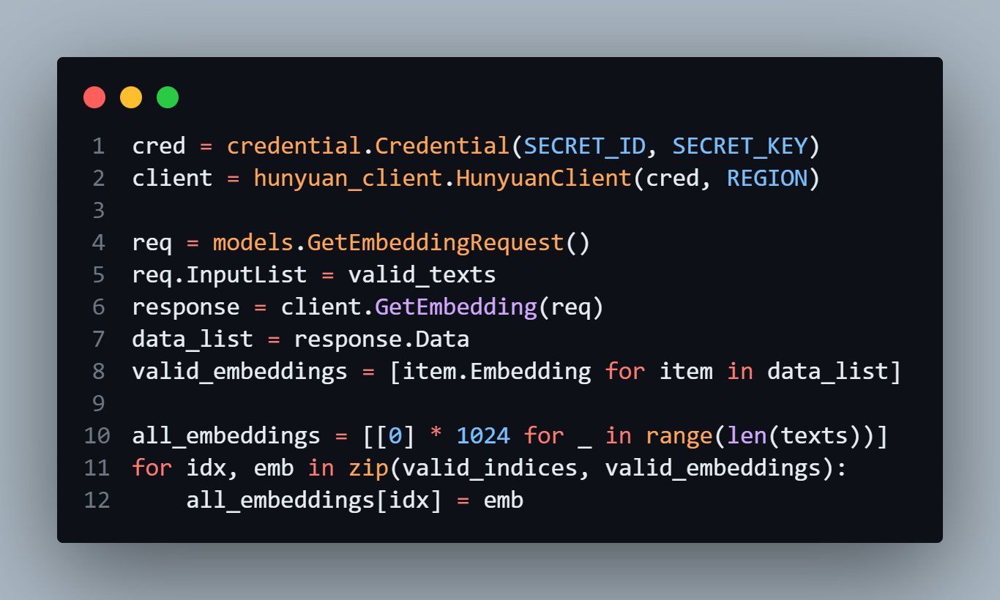 1 cred = credential.Credential(SECRET_ID, SECRET_KEY)
2 client = hunyuan_client.HunyuanClient(cred, REGION)
3
4 req = models.GetEmbeddingRequest()
5 req.InputList = valid_texts
6 response = client.GetEmbedding(req)
7 data_list = response.Data
8 valid_embeddings = [item.Embedding for item in data_list]
9
10 all_embeddings = [[0] * 1024 for _ in range(len(texts))]
11 for idx, emb in zip(valid_indices, valid_embeddings):
12     all_embeddings[idx] = emb